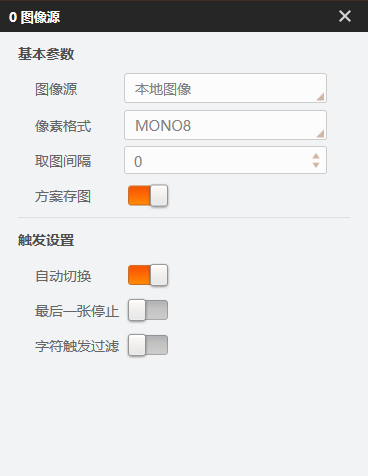 0 图像源
基本参数
图像源 本地图像
像素格式 MONO8
取图间隔 0
方案存图
触发设置
自动切换
最后一张停止
字符触发过滤